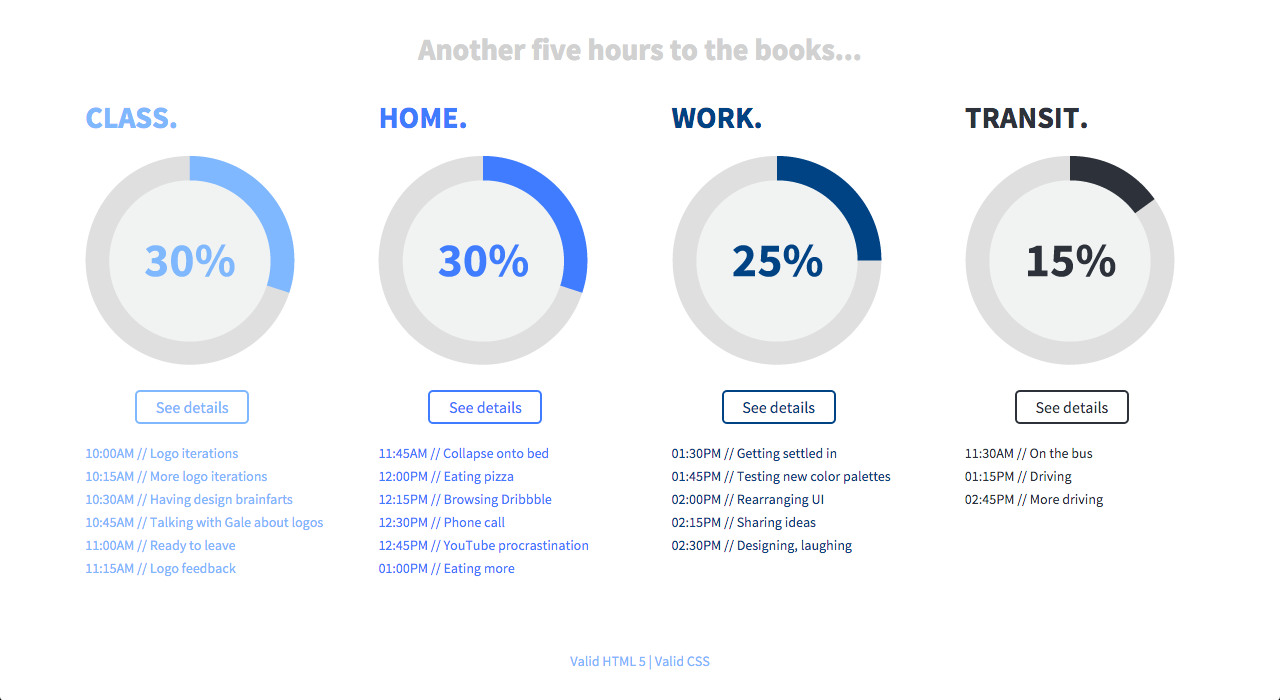 Another five hours to the books...
CLASS.
30%
See details
10:00AM // Logo iterations
10:15AM // More logo iterations
10:30AM // Having design brainfarts
10:45AM // Talking with Gale about logos
11:00AM // Ready to leave
11:15AM // Logo feedback
HOME.
30%
See details
11:45AM // Collapse onto bed
12:00PM // Eating pizza
12:15PM // Browsing Dribbble
12:30PM // Phone call
12:45PM // YouTube procrastination
01:00PM // Eating more
WORK.
25%
See details
01:30PM // Getting settled in
01:45PM // Testing new color palettes
02:00PM // Rearranging UI
02:15PM // Sharing ideas
02:30PM // Designing, laughing
TRANSIT.
15%
See details
11:30AM // On the bus
01:15PM // Driving
02:45PM // More driving
Valid HTML 5 | Valid CSS